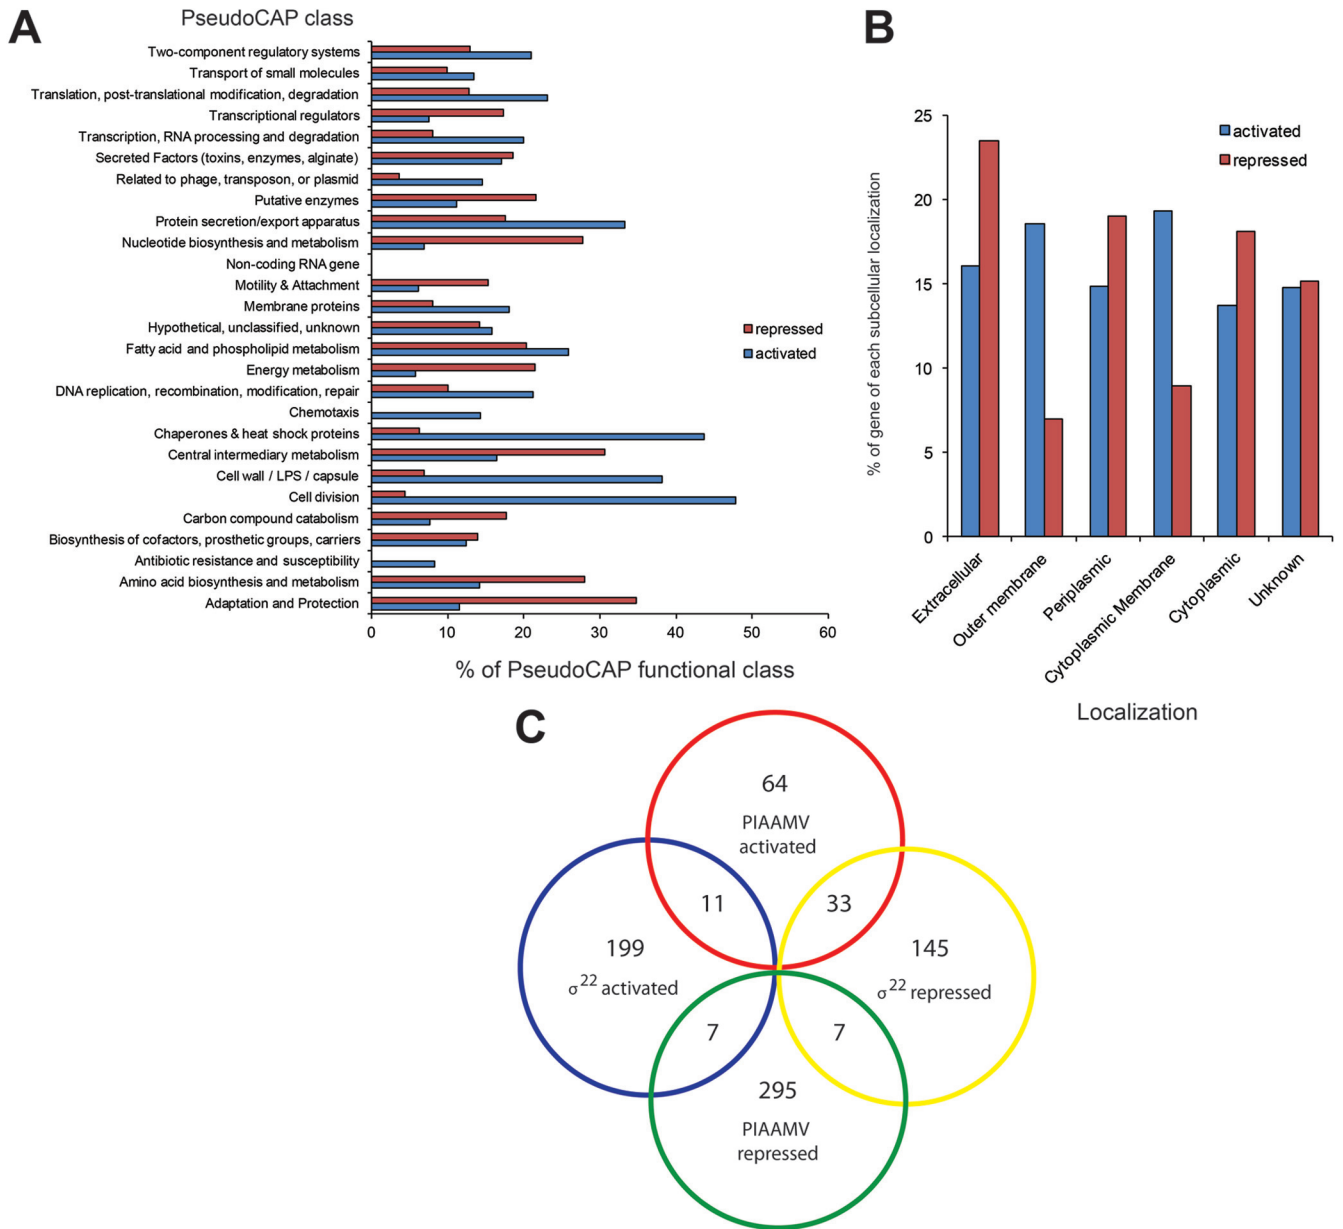 A
PseudoCAP class
Two-component regulatory systems
Transport of small molecules
Translation, post-translational modification, degradation
Transcriptional regulators
Transcription, RNA processing and degradation
Secreted Factors (toxins, enzymes, alginate)
Related to phage, transposon, or plasmid
Putative enzymes
Protein secretion/export apparatus
Nucleotide biosynthesis and metabolism
Non-coding RNA gene
Motility & Attachment
Membrane proteins
Hypothetical, unclassified, unknown
Fatty acid and phospholipid metabolism
Energy metabolism
DNA replication, recombination, modification, repair
Chemotaxis
Chaperones & heat shock proteins
Central intermediary metabolism
Cell wall / LPS / capsule
Cell division
Carbon compound catabolism
Biosynthesis of cofactors, prosthetic groups, carriers
Antibiotic resistance and susceptibility
Amino acid biosynthesis and metabolism
Adaptation and Protection
0 10 20 30 40 50 60
% of PseudoCAP functional class
repressed
activated
B
% of gene of each subcellular localization
25
20
15
10
5
0
activated
repressed
Extracellular
Outer membrane
Periplasmic
Cytoplasmic Membrane
Cytoplasmic
Unknown
Localization
C
64
PIAAMV
activated
11
33
199
σ22 activated
145
σ22 repressed
7
7
295
PIAAMV
repressed